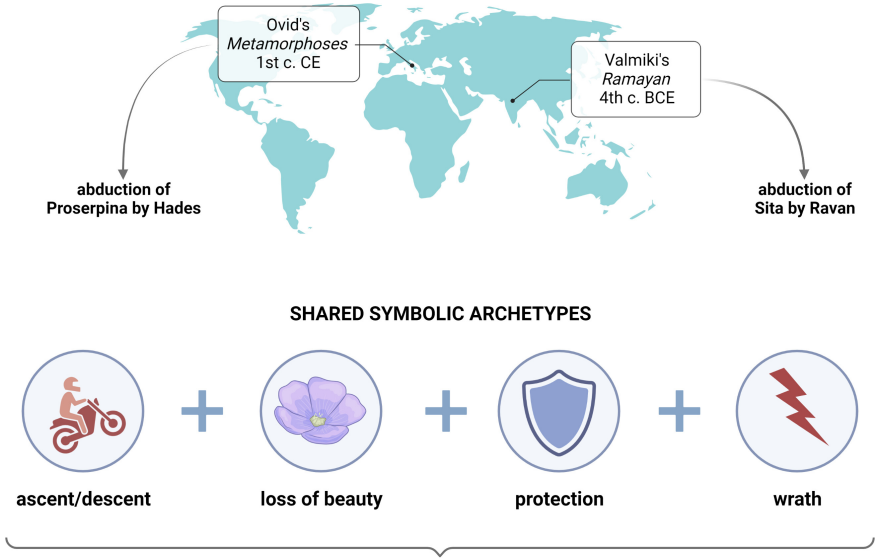 Ovid's
Metamorphoses
1st c. CE
Valmiki's
Ramayan
4th c. BCE
abduction of
Proserpina by Hades
abduction of
Sita by Ravan
SHARED SYMBOLIC ARCHETYPES
ascent/descent
loss of beauty
protection
wrath